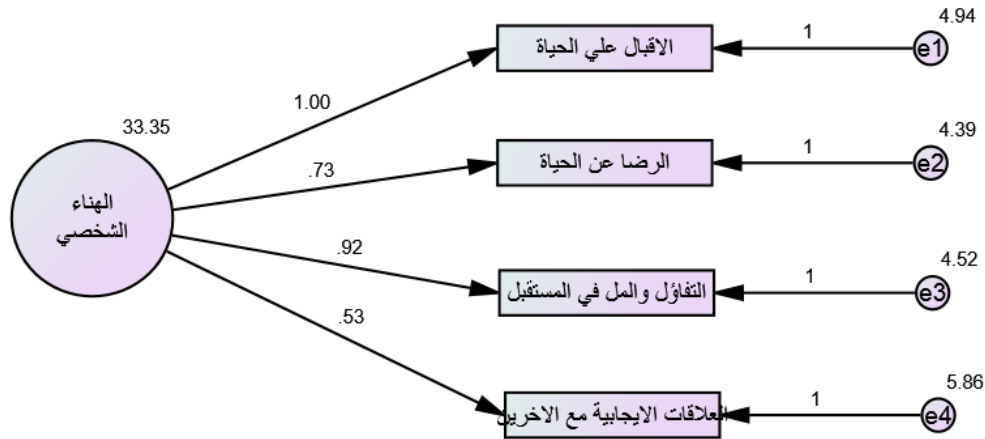 4.94
الاقبال علي الحياة
1
e1
1.00
33.35
4.39
الرضا عن الحياة
1
e2
.73
الهناء
الشخصي
.92
4.52
التفاؤل والمل في المستقبل
1
e3
.53
5.86
العلاقات الايجابية مع الاخرين
1
e4